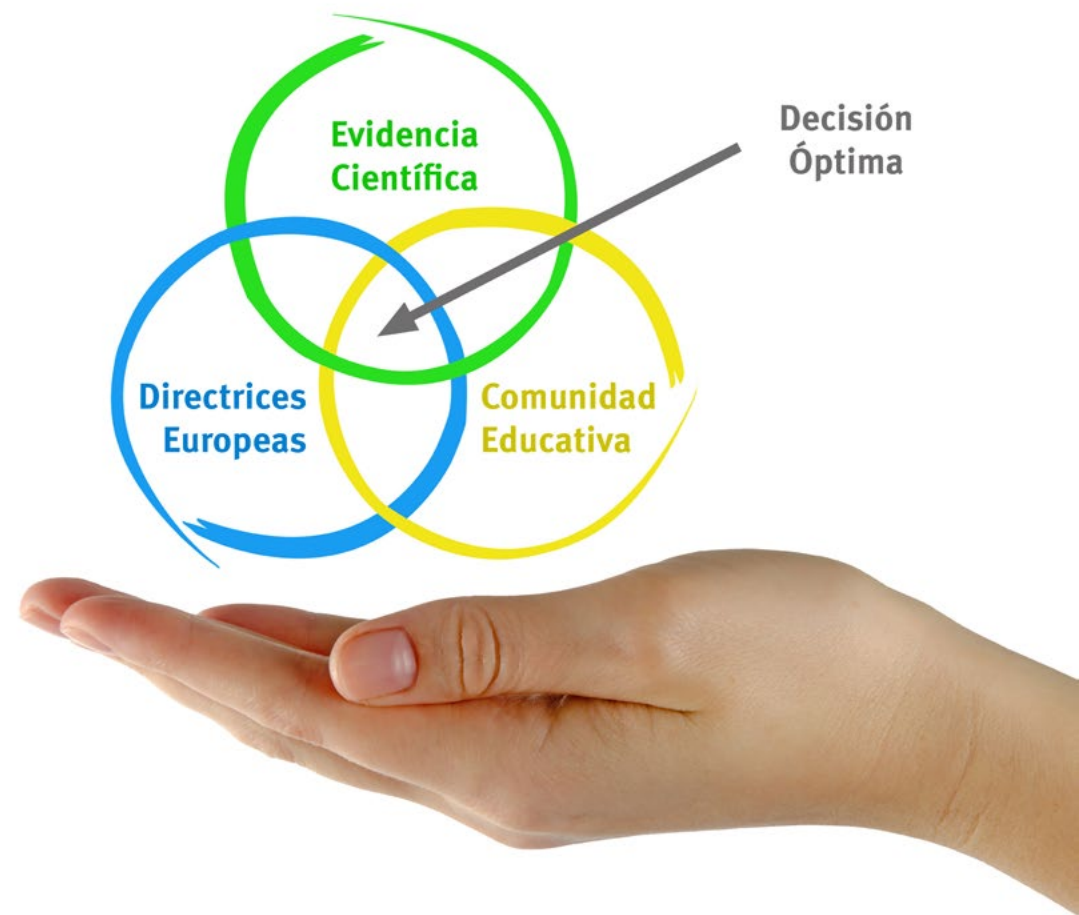 Evidencia
Científica
Decisión
Óptima
Directrices
Europeas
Comunidad
Educativa